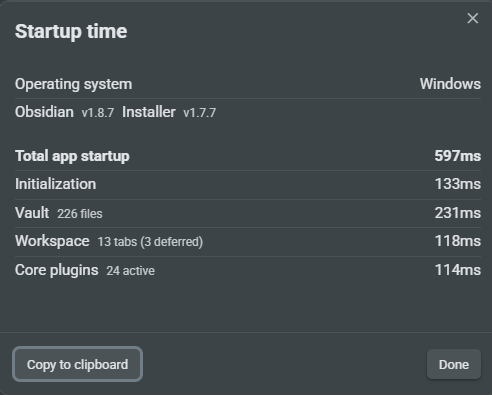 Startup time
Operating system Windows
Obsidian v1.8.7 Installer v1.7.7
Total app startup 597ms
Initialization 133ms
Vault 226 files 231ms
Workspace 13 tabs (3 deferred) 118ms
Core plugins 24 active 114ms
Copy to clipboard Done